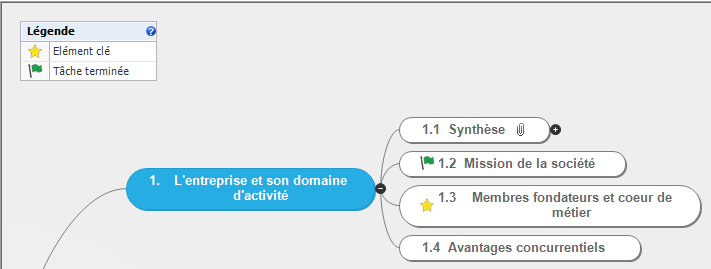 Légende
Elément clé
Tâche terminée
1.1 Synthèse
1. L'entreprise et son domaine
d'activité
1.2 Mission de la société
1.3 Membres fondateurs et coeur de
métier
1.4 Avantages concurrentiels